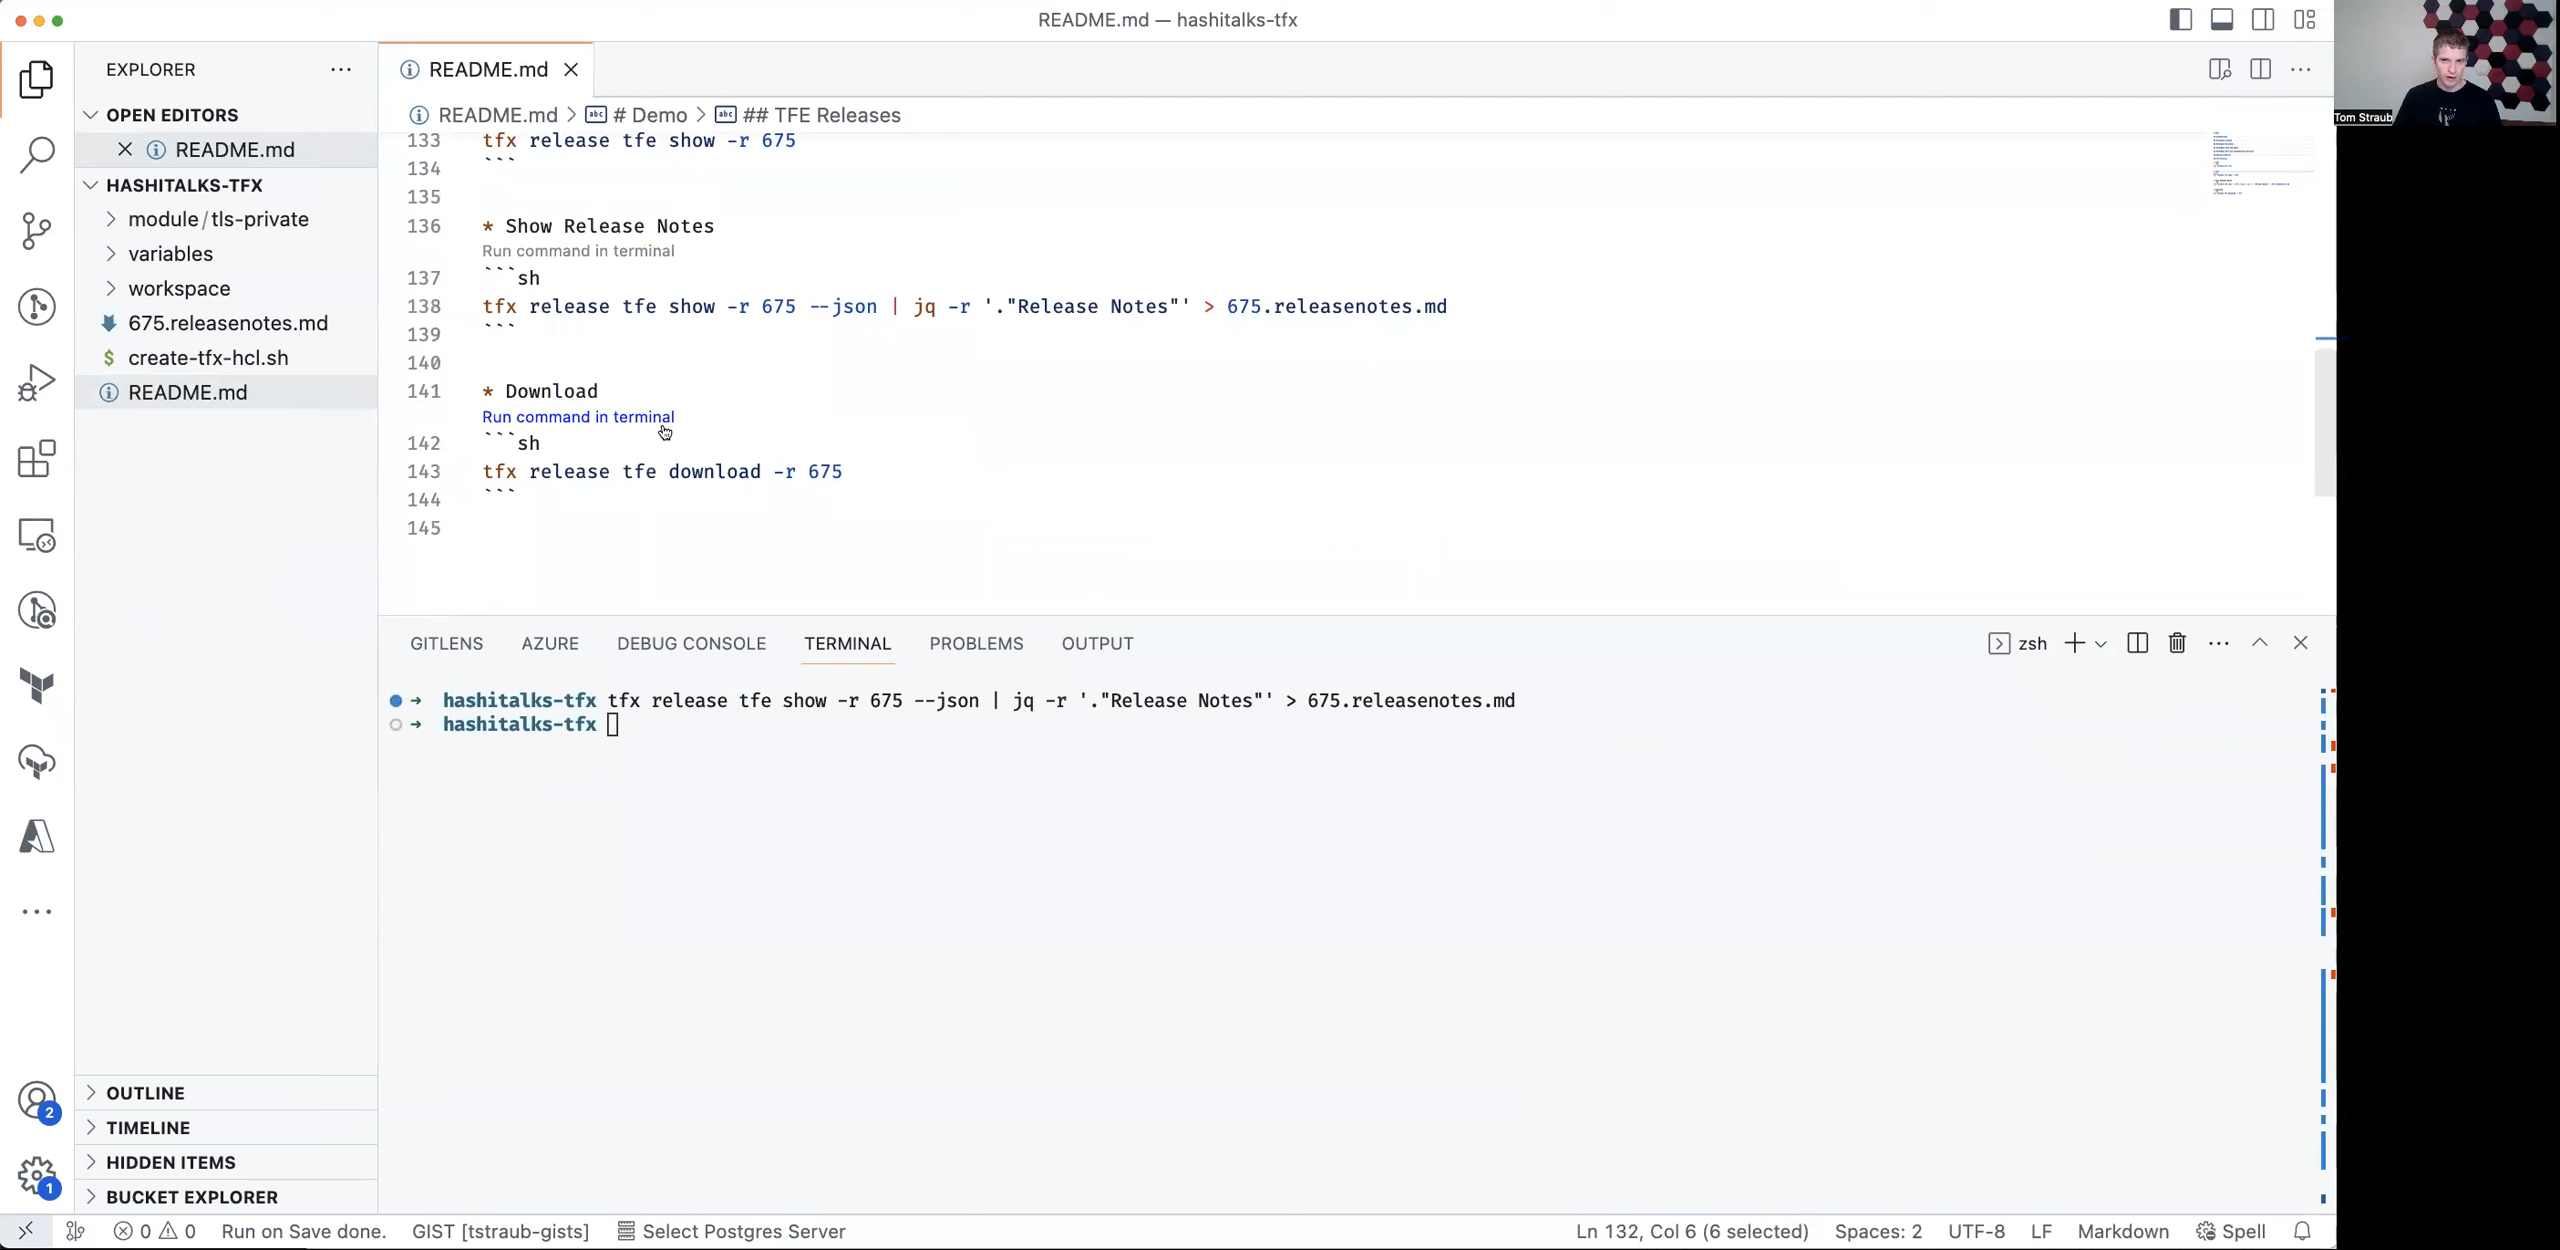 README.md — hashitalks-tfx
EXPLORER
OPEN EDITORS
README.md
HASHITALKS-TFX
module/tls-private
variables
workspace
675.releasenotes.md
$ create-tfx-hcl.sh
README.md
OUTLINE
TIMELINE
HIDDEN ITEMS
BUCKET EXPLORER
2
1
README.md
README.md > # Demo > ## TFE Releases
133 tfx release tfe show -r 675
134 ```
135
136 * Show Release Notes
Run command in terminal
137 ```sh
138 tfx release tfe show -r 675 --json | jq -r '."Release Notes"' > 675.releasenotes.md
139 ```
140
141 * Download
Run command in terminal
142 ```sh
143 tfx release tfe download -r 675
144 ```
145
GITLENS AZURE DEBUG CONSOLE TERMINAL PROBLEMS OUTPUT zsh
→ hashitalks-tfx tfx release tfe show -r 675 --json | jq -r '."Release Notes"' > 675.releasenotes.md
→ hashitalks-tfx
0 0 Run on Save done. GIST [tstraub-gists] Select Postgres Server Ln 132, Col 6 (6 selected) Spaces: 2 UTF-8 LF Markdown Spell
Tom Straub